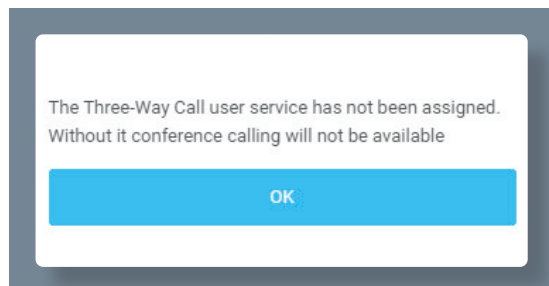 The Three-Way Call user service has not been assigned.
Without it conference calling will not be available
OK